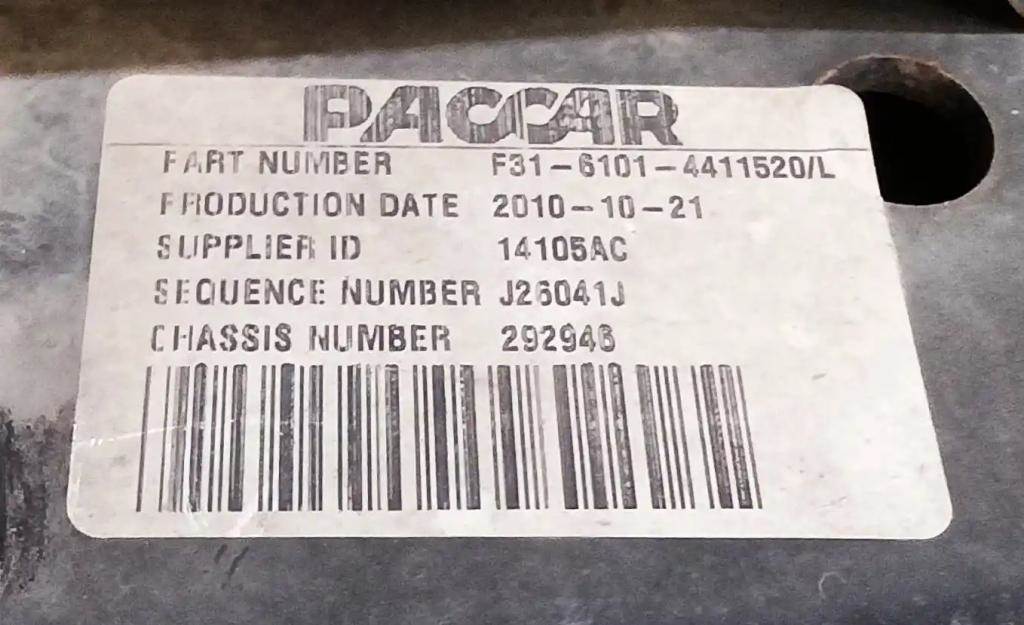 PACCAR
PART NUMBER F31-6101-4411520/L
PRODUCTION DATE 2010-10-21
SUPPLIER ID 14105AC
SEQUENCE NUMBER J26041J
CHASSIS NUMBER 292946